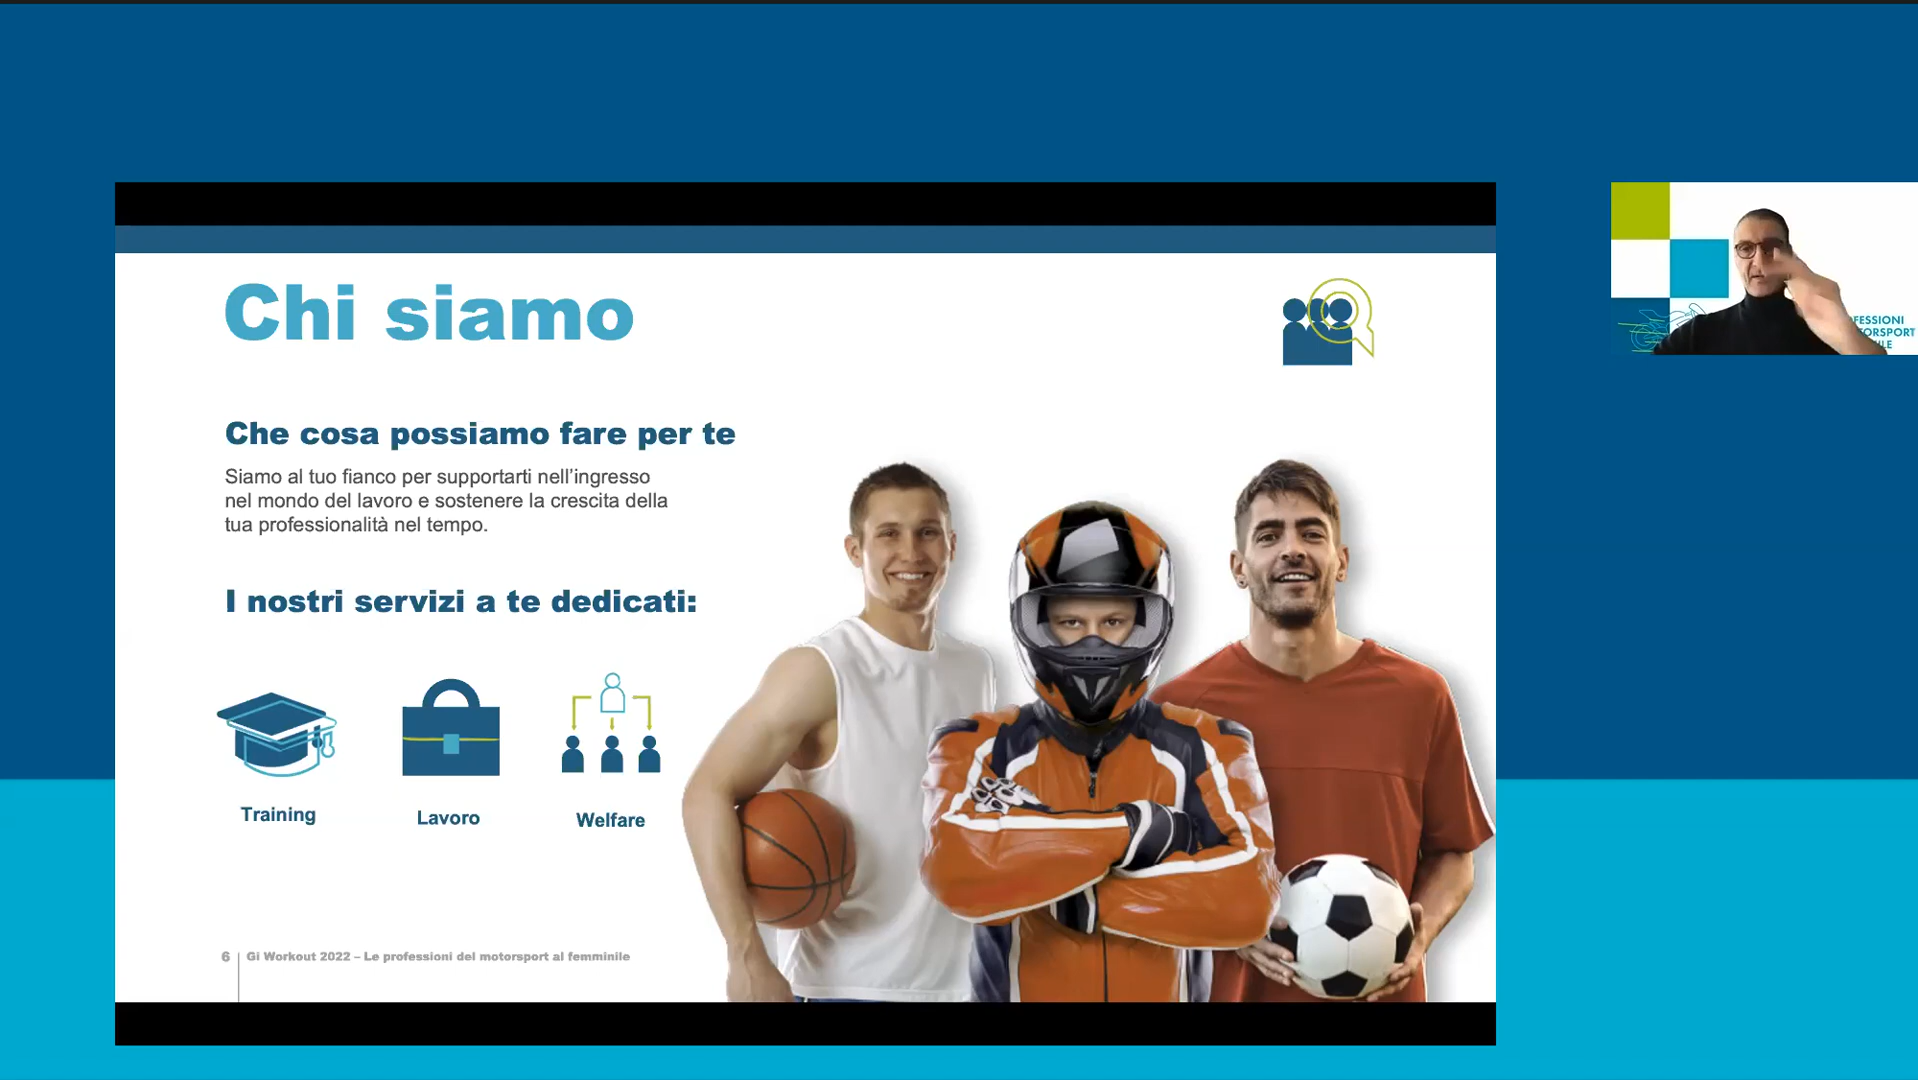 Chi siamo
Che cosa possiamo fare per te
Siamo al tuo fianco per supportarti nell’ingresso
nel mondo del lavoro e sostenere la crescita della
tua professionalità nel tempo.
I nostri servizi a te dedicati:
Training
Lavoro
Welfare
6 Gi Workout 2022 – Le professioni del motorsport al femminile